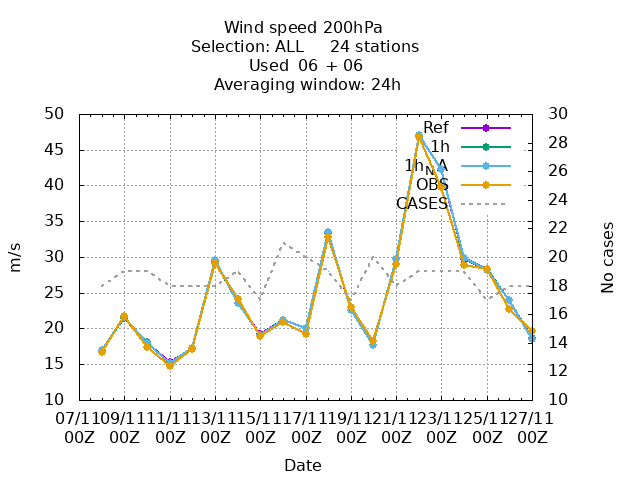 Wind speed 200hPa
Selection: ALL 24 stations
Used 06 + 06
Averaging window: 24h
50
45
40
35
30
25
20
15
10
m/s
30
28
26
24
22
20
18
16
14
12
10
No cases
Ref
1h
1h_NA
OBS
CASES
07/11 09/11 11/11 13/11 15/11 17/11 19/11 21/11 23/11 25/11 27/11
00Z 00Z 00Z 00Z 00Z 00Z 00Z 00Z 00Z 00Z 00Z
Date